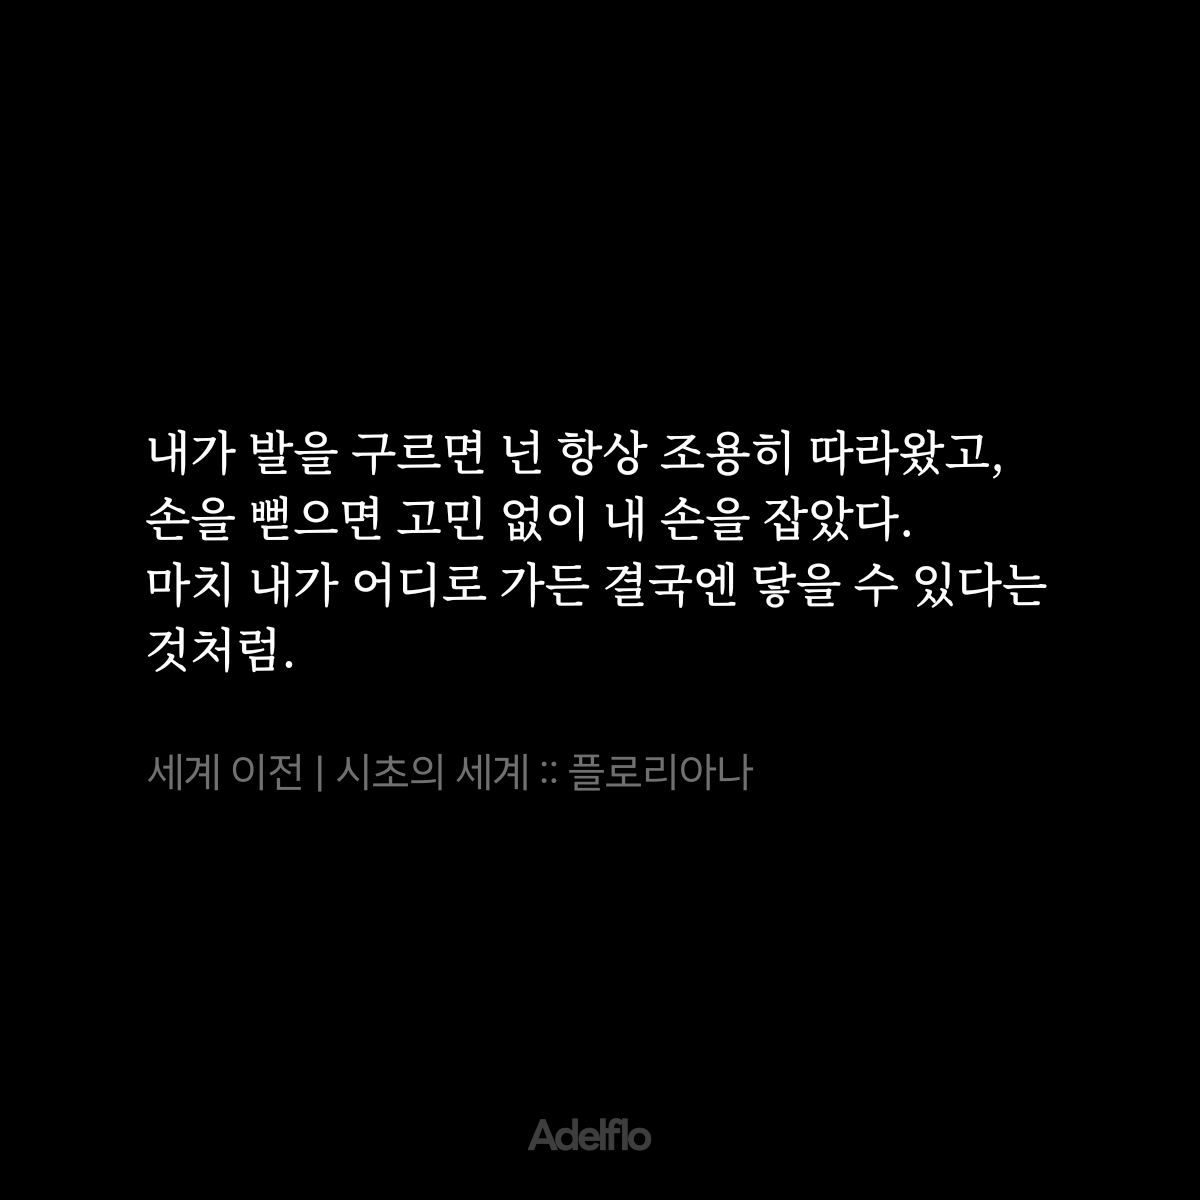 내가 발을 구르면 넌 항상 조용히 따라왔고,
손을 뻗으면 고민 없이 내 손을 잡았다.
마치 내가 어디로 가든 결국엔 닿을 수 있다는
것처럼.
세계 이전 | 시초의 세계 :: 플로리아나
Adelflo